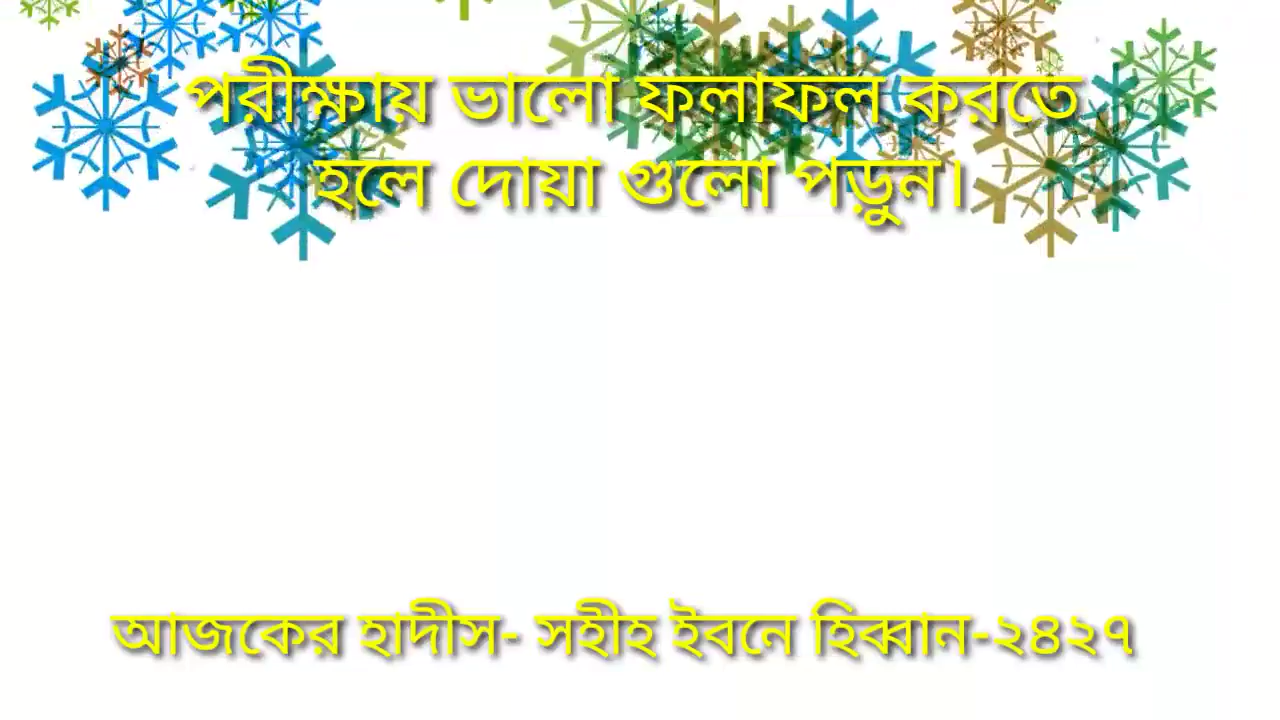 পরীক্ষায় ভালো ফলাফল করতে
হলে দোয়া গুলো পড়ুন।
আজকের হাদীস- সহীহ ইবনে হিব্বান-২৪২৭